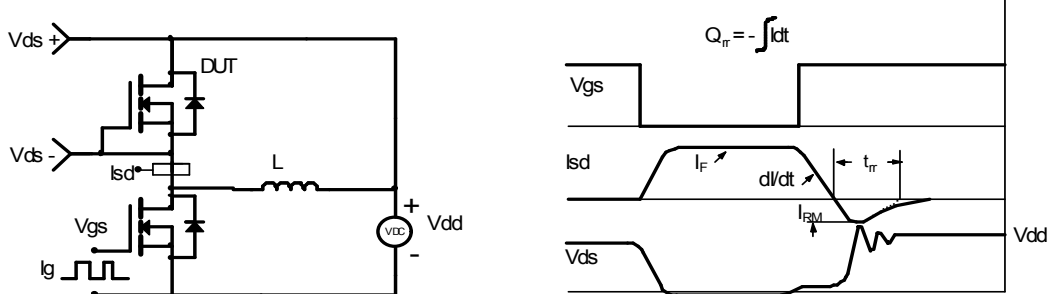 Vds +
DUT
Vds -
Isd
L
Vgs
Ig
+
VDC
-
Vdd
Q_rr = - ∫Idt
Vgs
Isd
I_F
dI/dt
t_rr
I_RM
Vdd
Vds